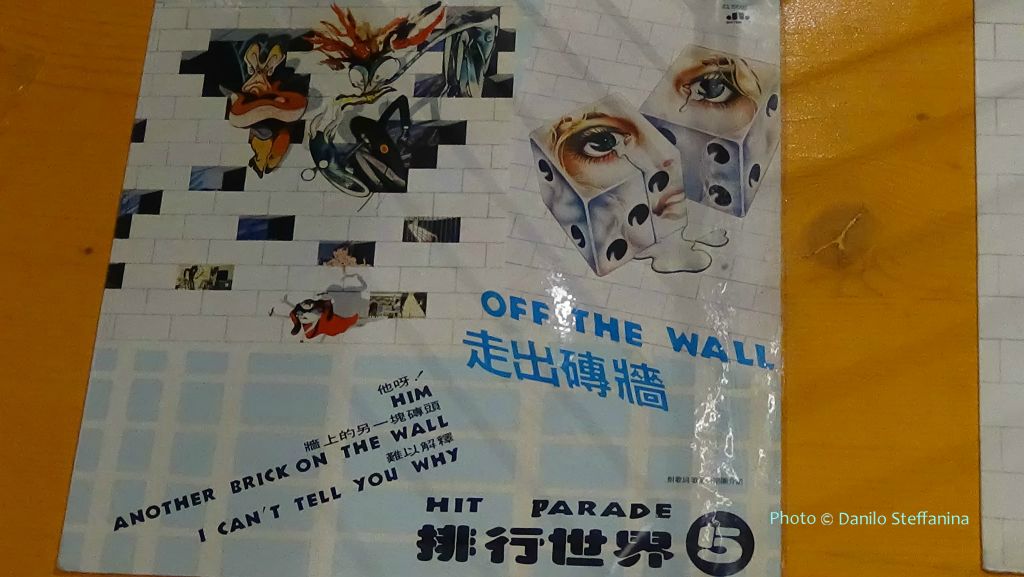 OFF THE WALL
走出磚牆
他呀！
HIM
牆上的另一塊磚頭
ANOTHER BRICK ON THE WALL
難以解釋
I CAN'T TELL YOU WHY
HIT PARADE
排行世界 5
Photo © Danilo Steffanina